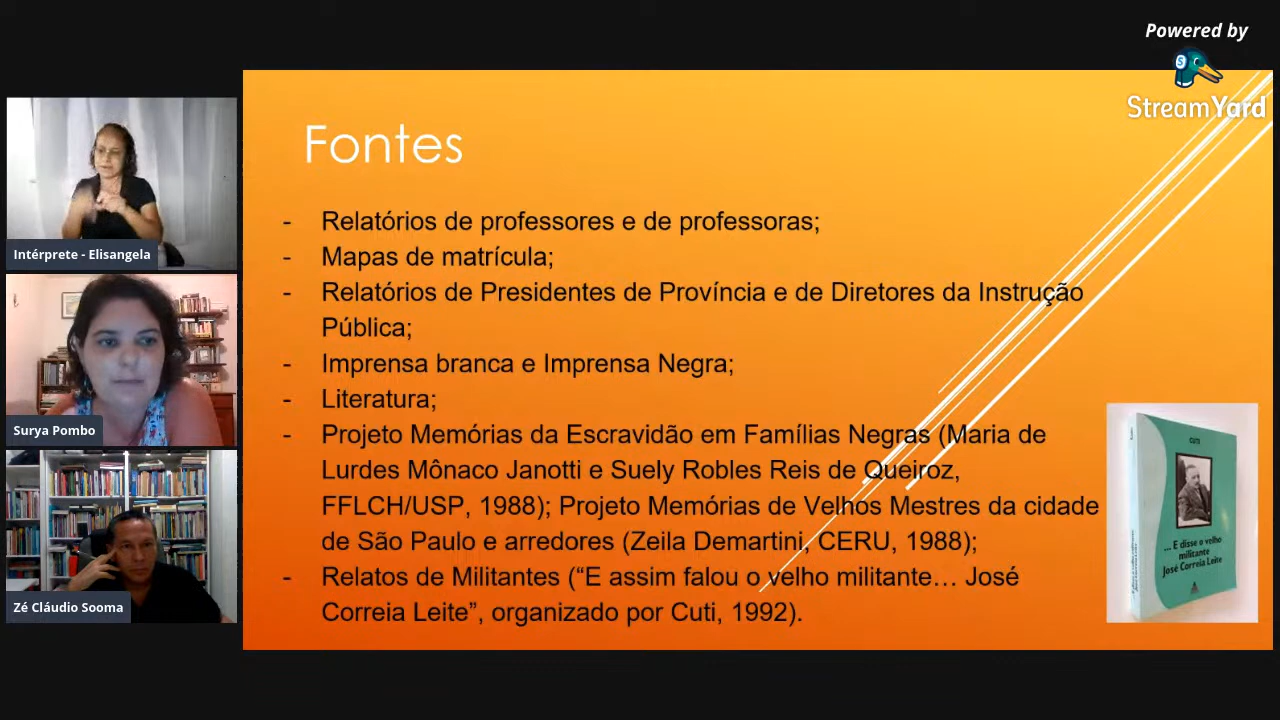 Powered by
StreamYard
Intérprete - Elisangela
Surya Pombo
Zé Cláudio Sooma
Fontes
- Relatórios de professores e de professoras;
- Mapas de matrícula;
- Relatórios de Presidentes de Província e de Diretores da Instrução
Pública;
- Imprensa branca e Imprensa Negra;
- Literatura;
- Projeto Memórias da Escravidão em Famílias Negras (Maria de
Lurdes Mônaco Janotti e Suely Robles Reis de Queiroz,
FFLCH/USP, 1988); Projeto Memórias de Velhos Mestres da cidade
de São Paulo e arredores (Zeila Demartini, CERU, 1988);
- Relatos de Militantes (“E assim falou o velho militante… José
Correia Leite”, organizado por Cuti, 1992).
CUTI
... E disse o velho
militante
José Correia Leite